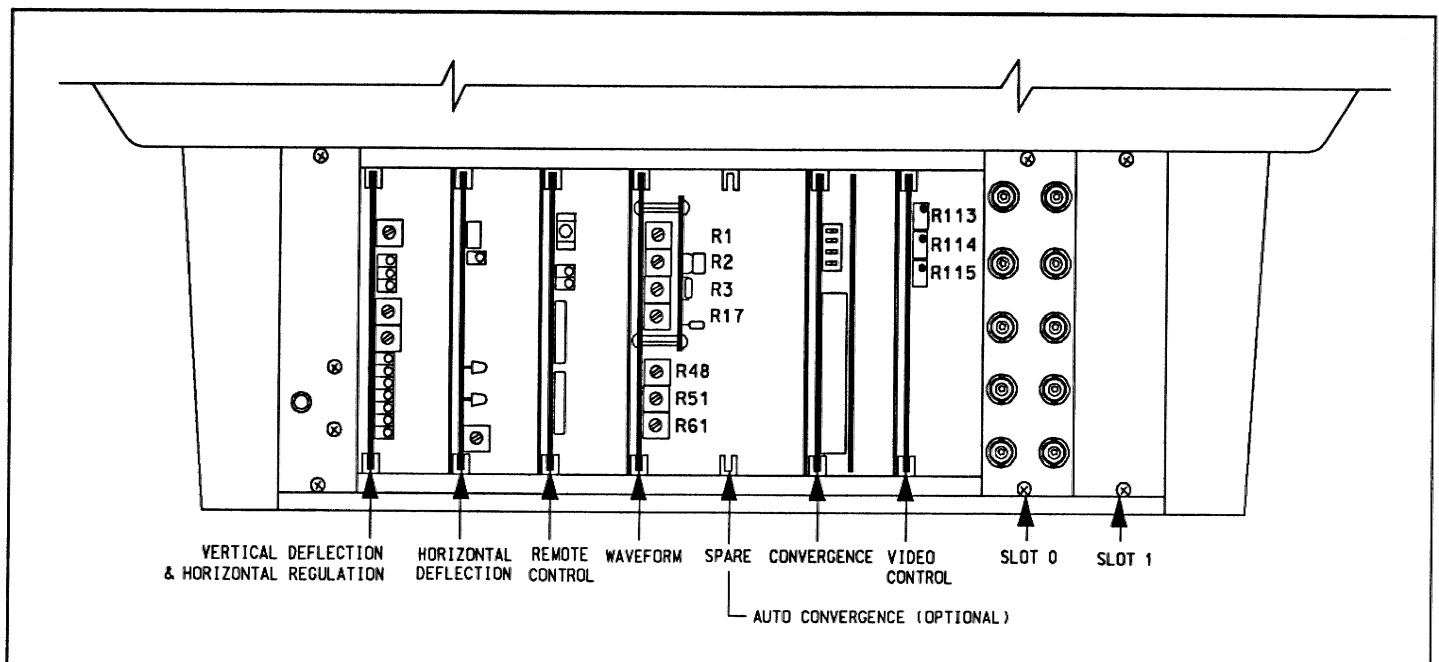 R1
R2
R3
R17
R48
R51
R61
R113
R114
R115
VERTICAL DEFLECTION
& HORIZONTAL REGULATION
HORIZONTAL
DEFLECTION
REMOTE
CONTROL
WAVEFORM
SPARE
CONVERGENCE
VIDEO
CONTROL
SLOT 0
SLOT 1
AUTO CONVERGENCE (OPTIONAL)